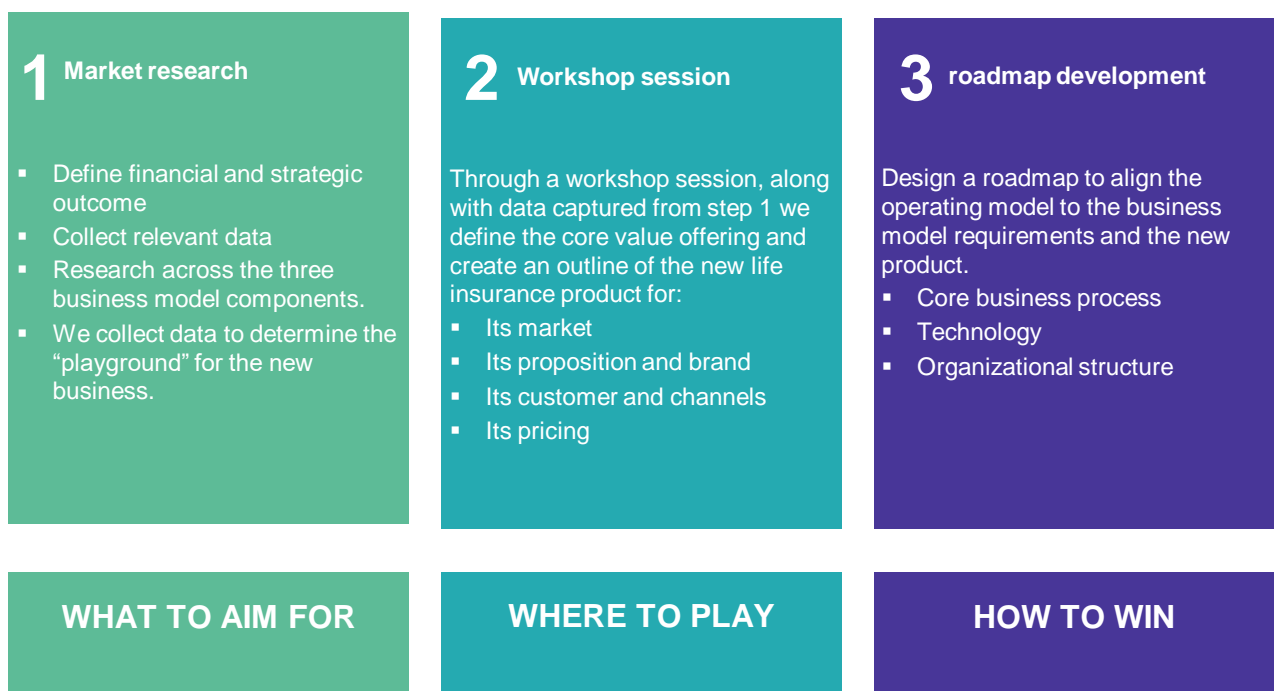 1 Market research
▪ Define financial and strategic
outcome
▪ Collect relevant data
▪ Research across the three
business model components.
▪ We collect data to determine the
“playground” for the new
business.
WHAT TO AIM FOR
2 Workshop session
Through a workshop session, along
with data captured from step 1 we
define the core value offering and
create an outline of the new life
insurance product for:
▪ Its market
▪ Its proposition and brand
▪ Its customer and channels
▪ Its pricing
WHERE TO PLAY
3 roadmap development
Design a roadmap to align the
operating model to the business
model requirements and the new
product.
▪ Core business process
▪ Technology
▪ Organizational structure
HOW TO WIN